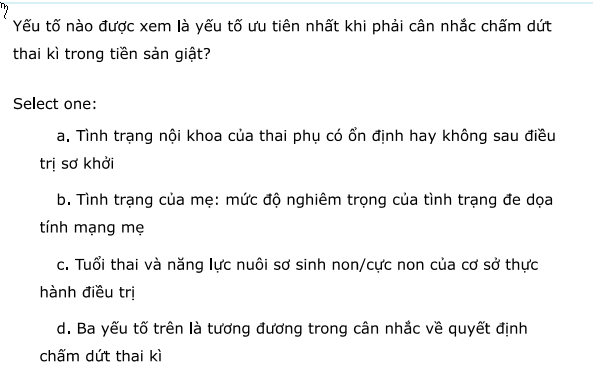 Yếu tố nào được xem là yếu tố ưu tiên nhất khi phải cân nhắc chấm dứt
thai kì trong tiền sản giật?
Select one:
a. Tình trạng nội khoa của thai phụ có ổn định hay không sau điều
trị sơ khởi
b. Tình trạng của mẹ: mức độ nghiêm trọng của tình trạng đe dọa
tính mạng mẹ
c. Tuổi thai và năng lực nuôi sơ sinh non/cực non của cơ sở thực
hành điều trị
d. Ba yếu tố trên là tương đương trong cân nhắc về quyết định
chấm dứt thai kì